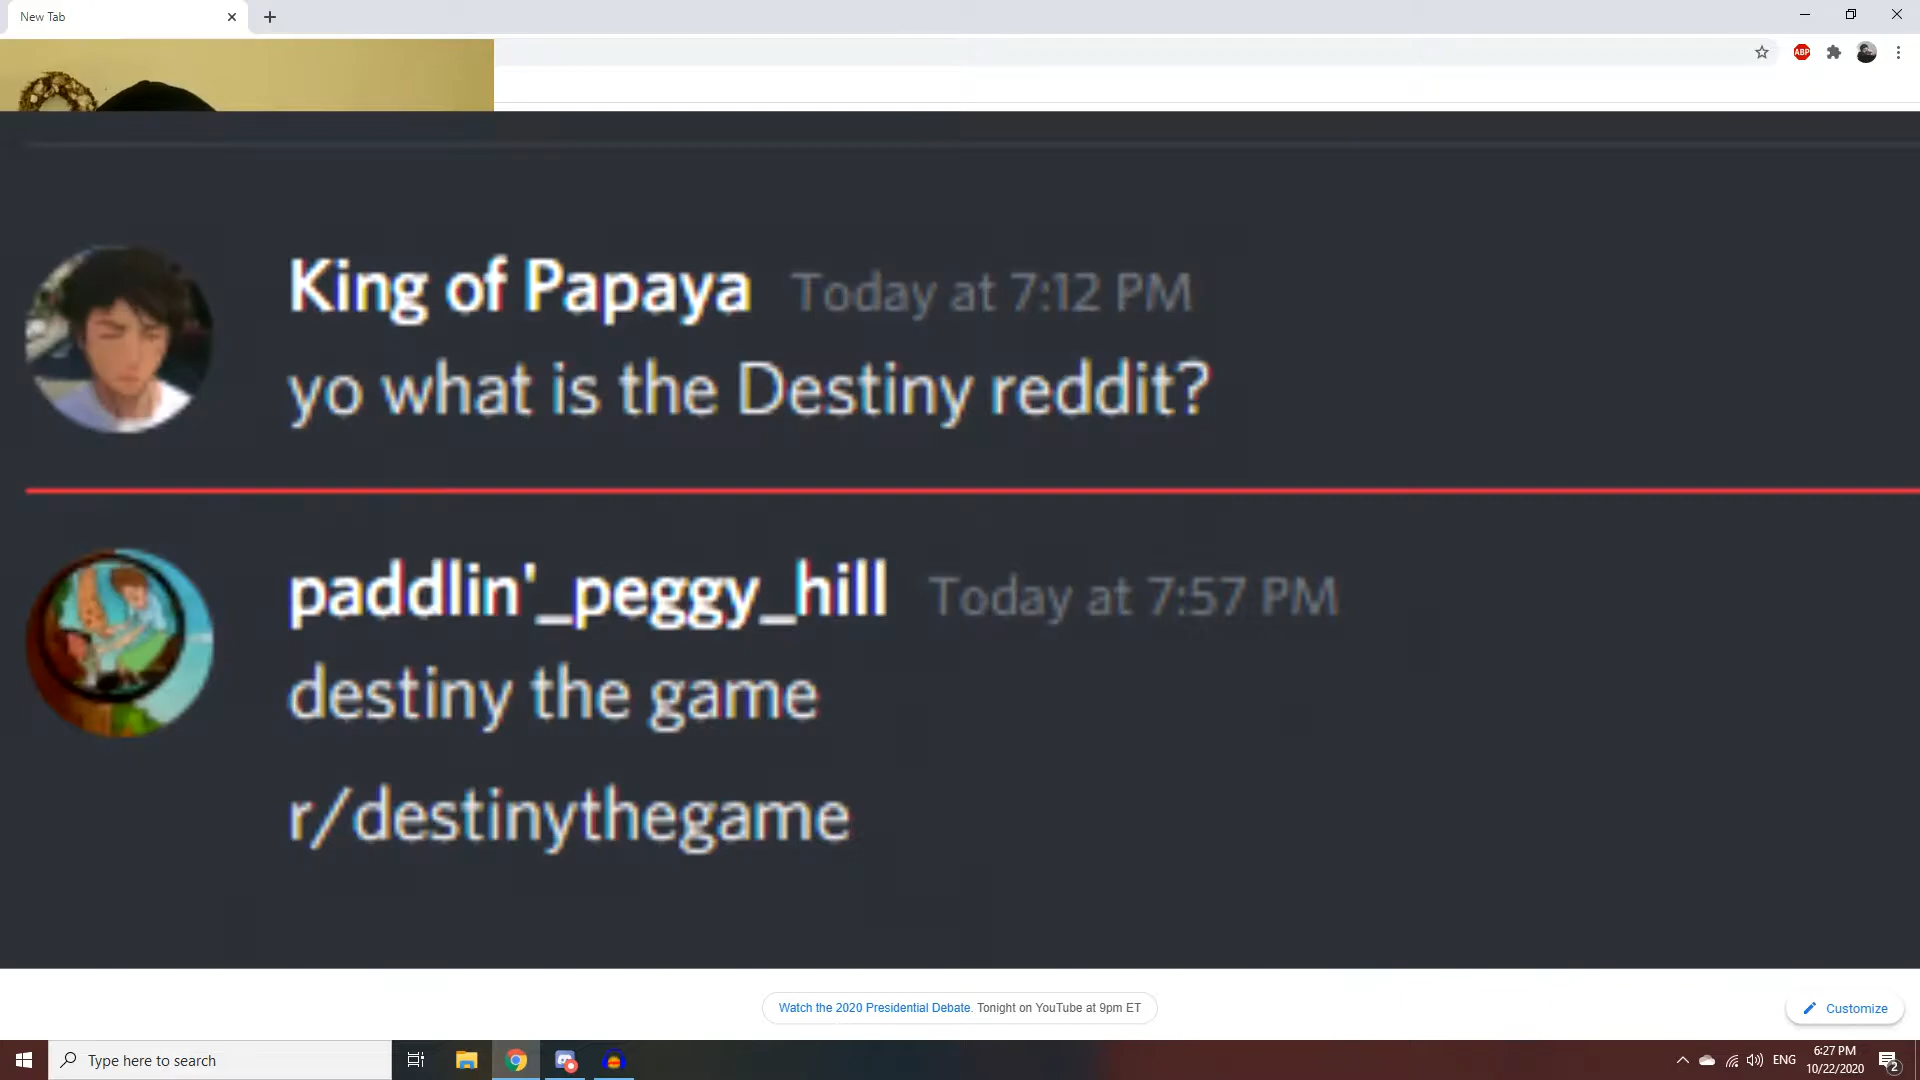 New Tab
ABP
King of Papaya Today at 7:12 PM
yo what is the Destiny reddit?
paddlin'_peggy_hill Today at 7:57 PM
destiny the game
r/destinythegame
Watch the 2020 Presidential Debate. Tonight on YouTube at 9pm ET
Customize
Type here to search
ENG
6:27 PM
10/22/2020
2